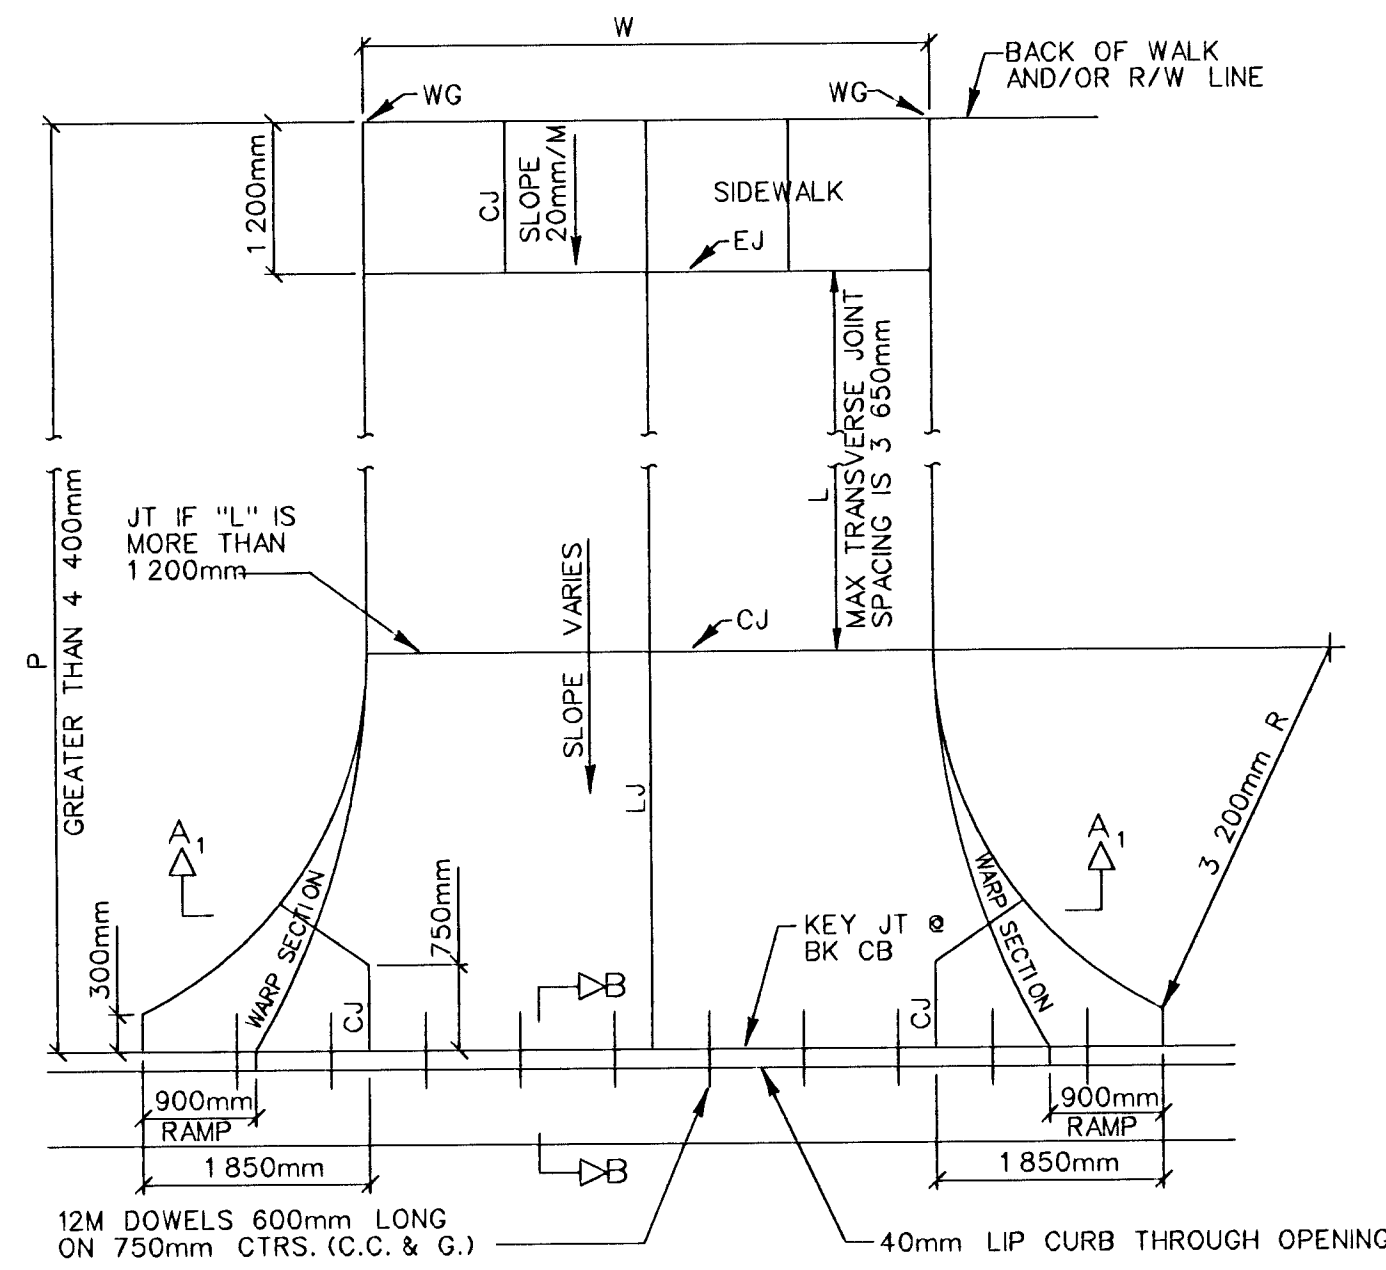 W
BACK OF WALK
AND/OR R/W LINE
WG
WG
1 200mm
CJ
SLOPE
20mm/M
SIDEWALK
EJ
MAX TRANSVERSE JOINT
SPACING IS 3 650mm
L
P
GREATER THAN 4 400mm
JT IF "L" IS
MORE THAN
1 200mm
SLOPE VARIES
CJ
LJ
3 200mm R
A1
A1
WARP SECTION
WARP SECTION
300mm
750mm
KEY JT @
BK CB
CJ
B
CJ
900mm
RAMP
900mm
RAMP
1 850mm
B
1 850mm
12M DOWELS 600mm LONG
ON 750mm CTRS. (C.C. & G.)
40mm LIP CURB THROUGH OPENING